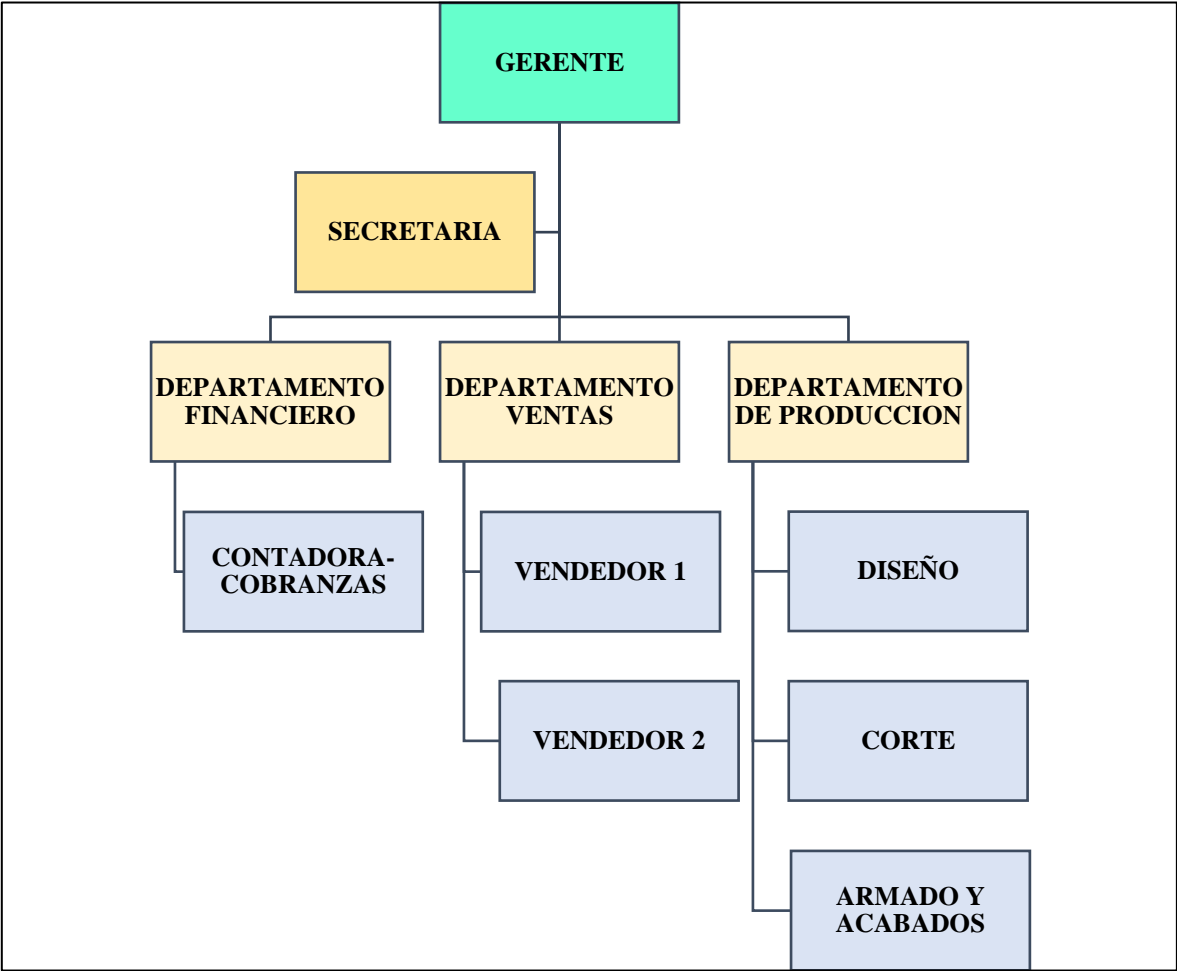 GERENTE
SECRETARIA
DEPARTAMENTO
FINANCIERO
DEPARTAMENTO
VENTAS
DEPARTAMENTO
DE PRODUCCION
CONTADORA-
COBRANZAS
VENDEDOR 1
DISEÑO
VENDEDOR 2
CORTE
ARMADO Y
ACABADOS